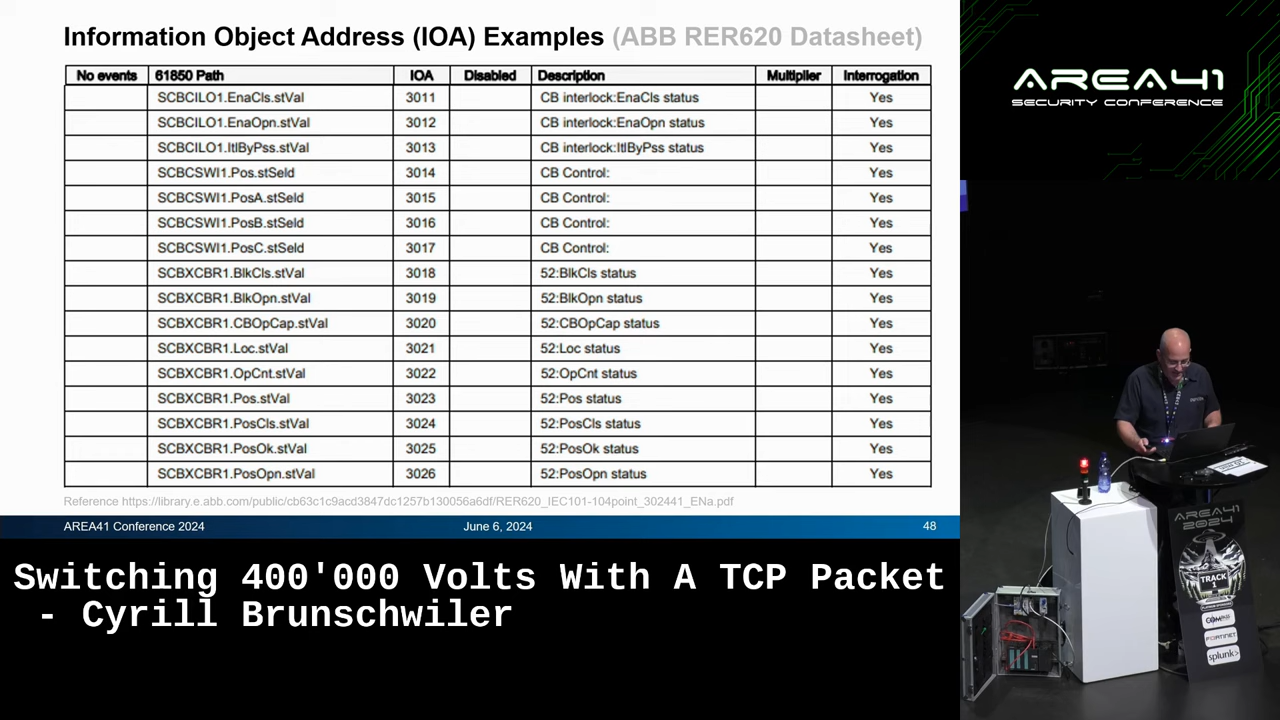 Information Object Address (IOA) Examples (ABB RER620 Datasheet)
No events 61850 Path IOA Disabled Description Multiplier Interrogation
SCBCILO1.EnaCls.stVal 3011 CB interlock:EnaCls status Yes
SCBCILO1.EnaOpn.stVal 3012 CB interlock:EnaOpn status Yes
SCBCILO1.ItlByPss.stVal 3013 CB interlock:ItlByPss status Yes
SCBCSWI1.Pos.stSeld 3014 CB Control: Yes
SCBCSWI1.PosA.stSeld 3015 CB Control: Yes
SCBCSWI1.PosB.stSeld 3016 CB Control: Yes
SCBCSWI1.PosC.stSeld 3017 CB Control: Yes
SCBXCBR1.BlkCls.stVal 3018 52:BlkCls status Yes
SCBXCBR1.BlkOpn.stVal 3019 52:BlkOpn status Yes
SCBXCBR1.CBOpCap.stVal 3020 52:CBOpCap status Yes
SCBXCBR1.Loc.stVal 3021 52:Loc status Yes
SCBXCBR1.OpCnt.stVal 3022 52:OpCnt status Yes
SCBXCBR1.Pos.stVal 3023 52:Pos status Yes
SCBXCBR1.PosCls.stVal 3024 52:PosCls status Yes
SCBXCBR1.PosOk.stVal 3025 52:PosOk status Yes
SCBXCBR1.PosOpn.stVal 3026 52:PosOpn status Yes
Reference https://library.e.abb.com/public/cb63c1c9acd3847dc1257b130056a6df/RER620_IEC101-104point_302441_ENa.pdf
AREA41 Conference 2024 June 6, 2024 48
Switching 400'000 Volts With A TCP Packet
- Cyrill Brunschwiler
AREA41
SECURITY CONFERENCE
AREA41
2024
TRACK
1
COMPASS
FORTINET
splunk>